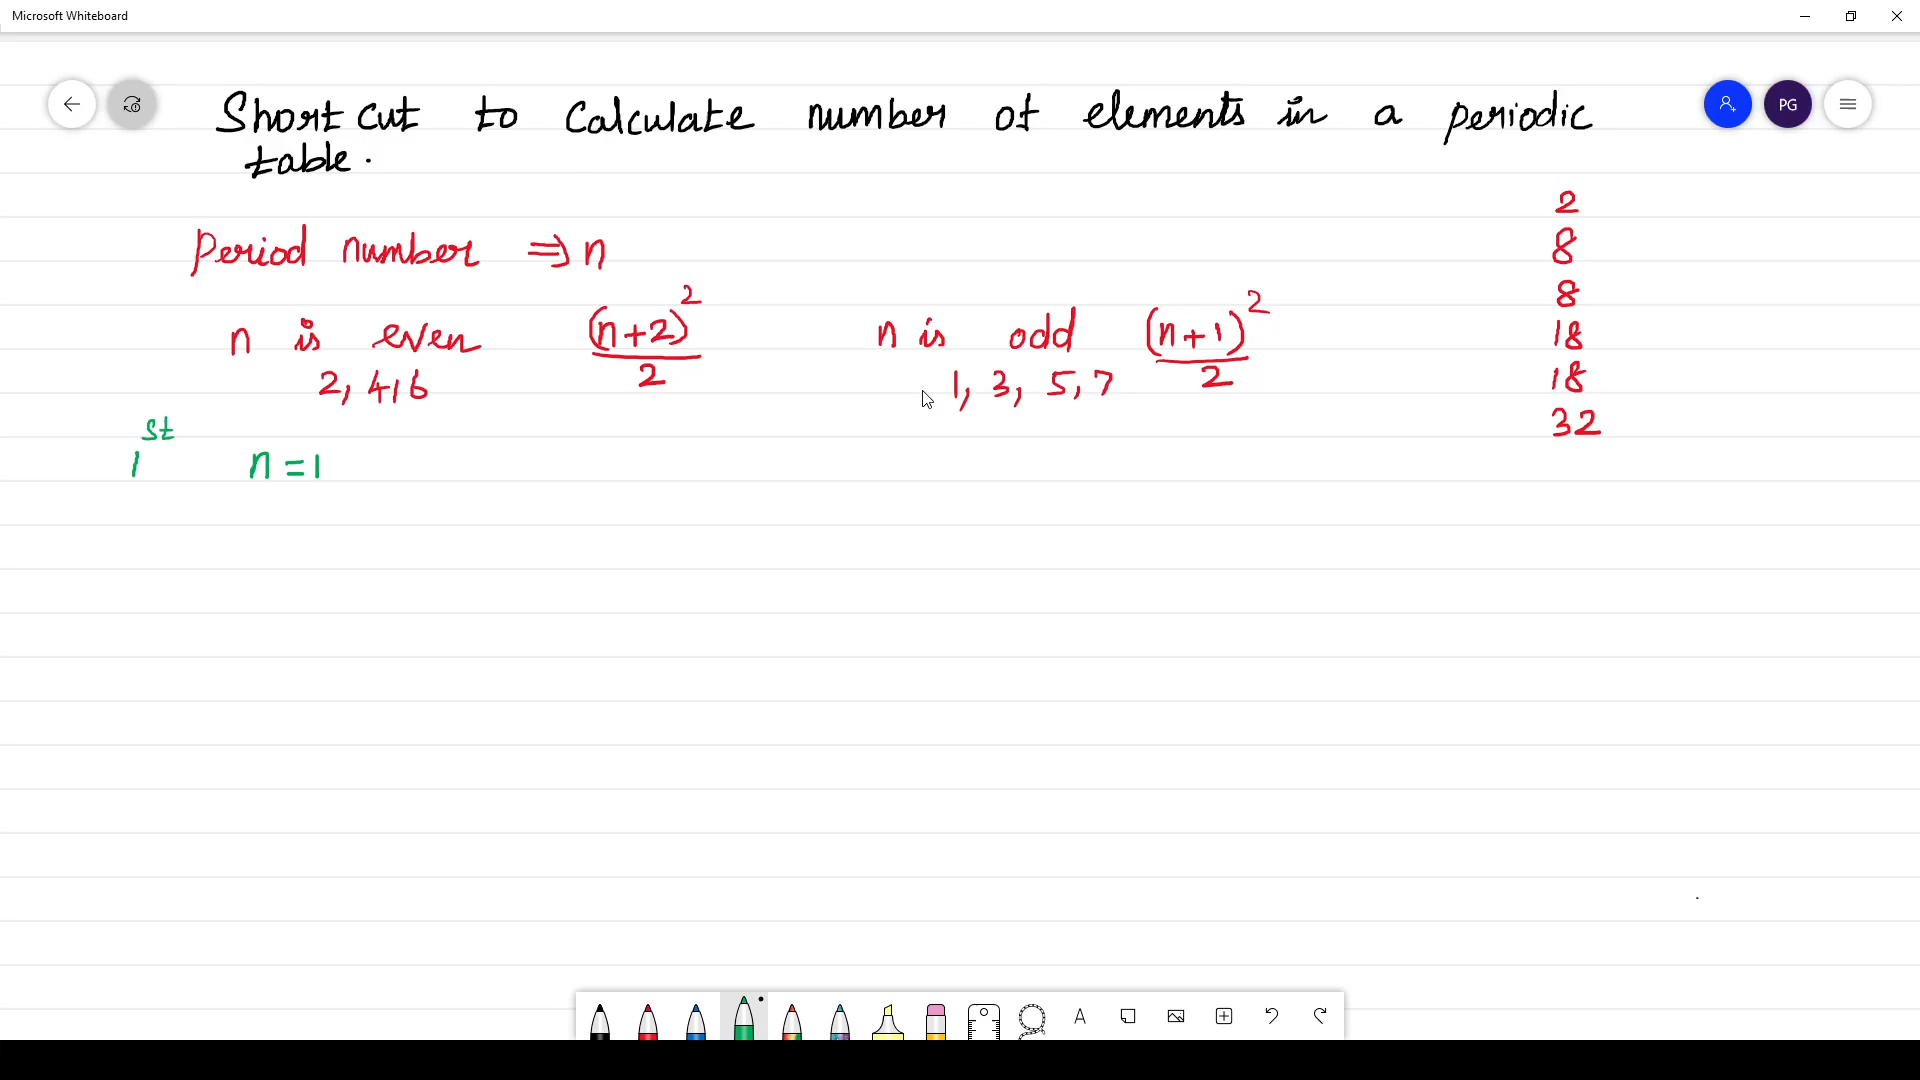 Microsoft Whiteboard
Short cut to calculate number of elements in a periodic
table.
PG
Period number ⇒ n
n is even (n+2)²/2
2, 4, 6
n is odd (n+1)²/2
1, 3, 5, 7
2
8
8
18
18
32
1st n = 1
A